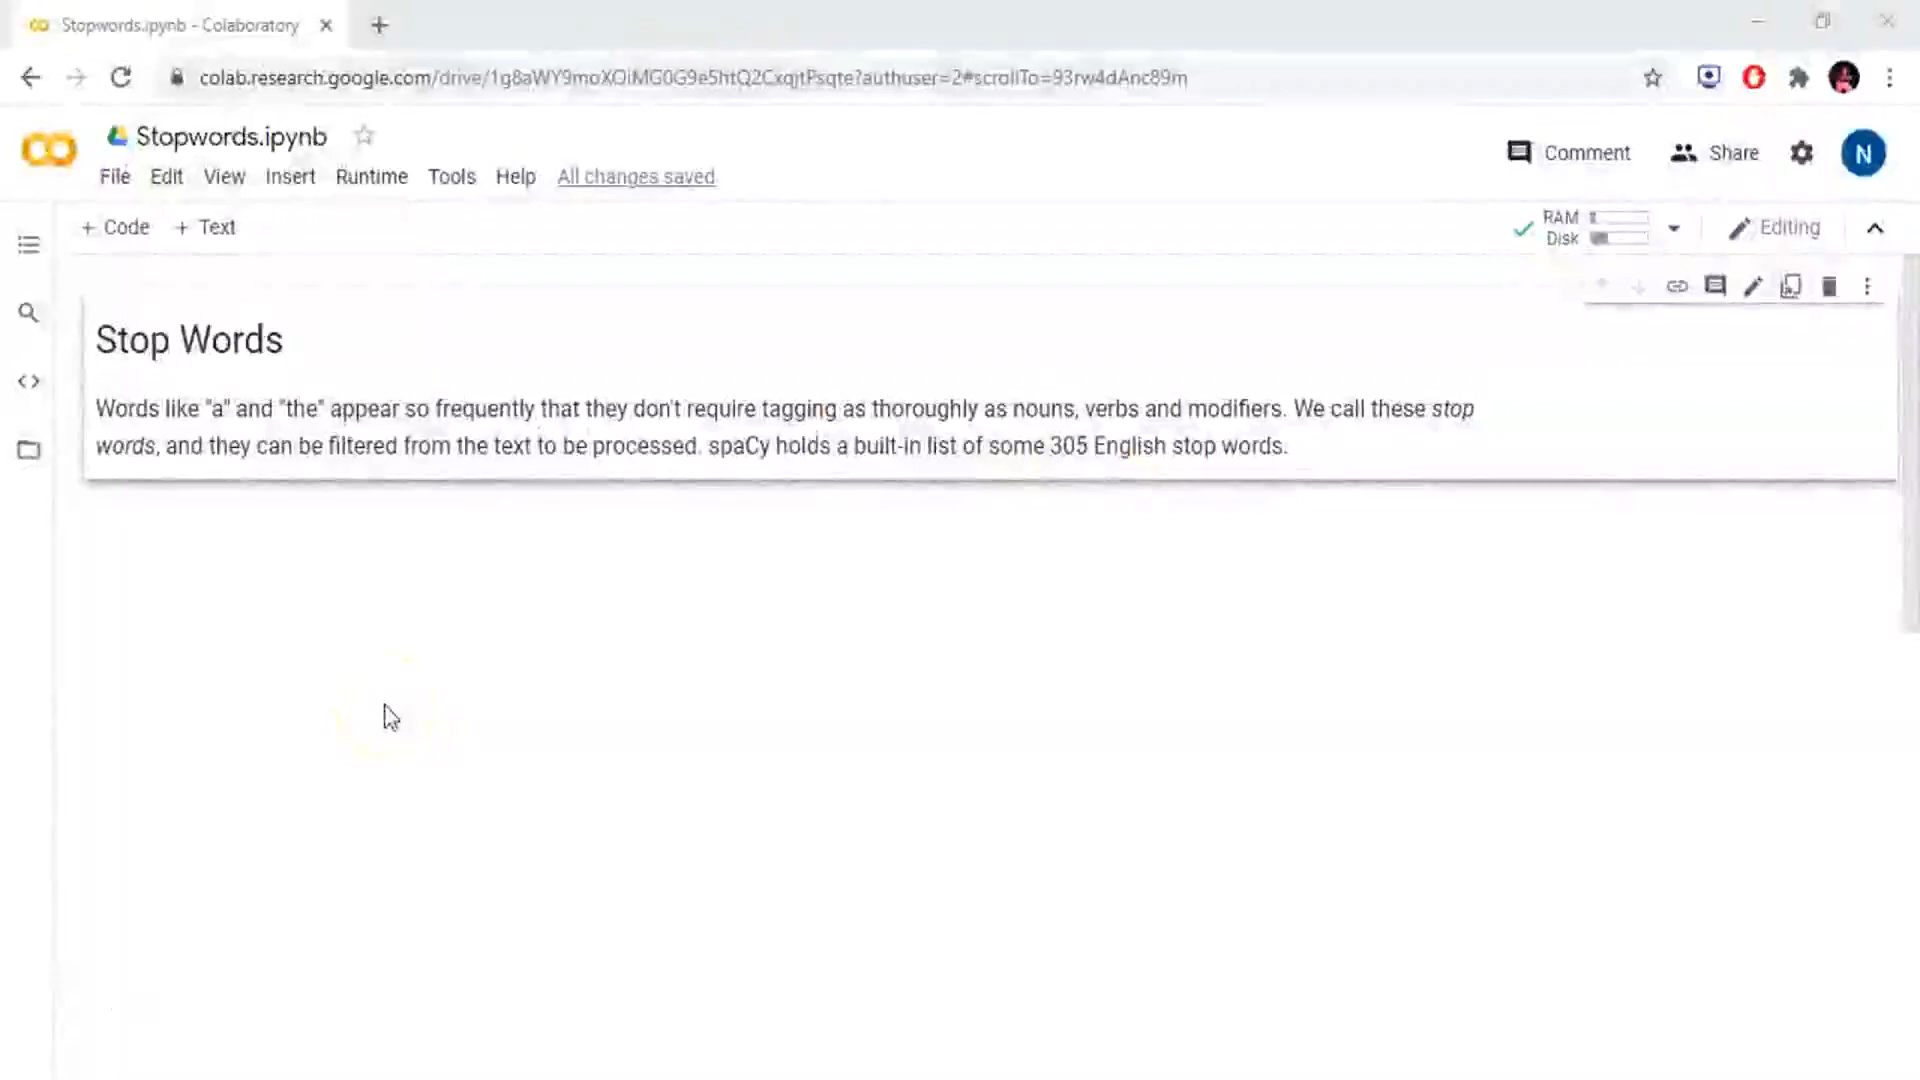 Stopwords.ipynb - Colaboratory
colab.research.google.com/drive/1g8aWY9moXOiMG0G9e5htQ2CxqjtPsqte?authuser=2#scrollTo=93rw4dAnc89m
Stopwords.ipynb
Comment Share N
File Edit View Insert Runtime Tools Help All changes saved
+ Code + Text
RAM
Disk
Editing
Stop Words
Words like "a" and "the" appear so frequently that they don't require tagging as thoroughly as nouns, verbs and modifiers. We call these stop
words, and they can be filtered from the text to be processed. spaCy holds a built-in list of some 305 English stop words.